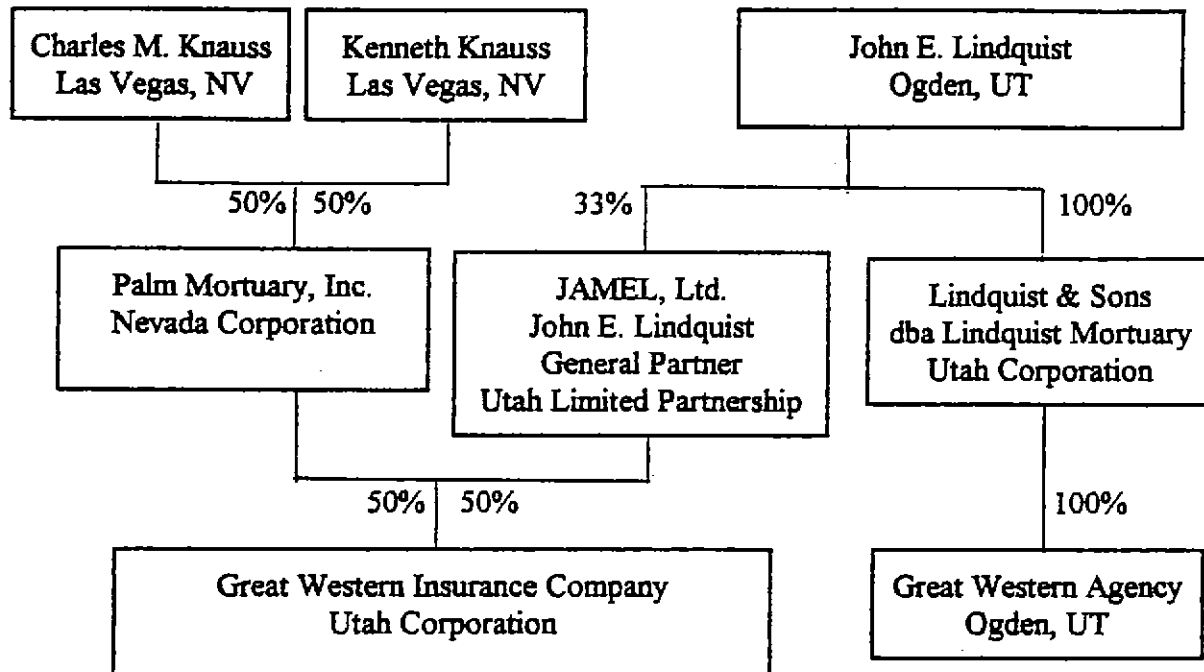 Charles M. Knauss
Las Vegas, NV
Kenneth Knauss
Las Vegas, NV
John E. Lindquist
Ogden, UT
50%
50%
33%
100%
Palm Mortuary, Inc.
Nevada Corporation
JAMEL, Ltd.
John E. Lindquist
General Partner
Utah Limited Partnership
Lindquist & Sons
dba Lindquist Mortuary
Utah Corporation
50%
50%
100%
Great Western Insurance Company
Utah Corporation
Great Western Agency
Ogden, UT